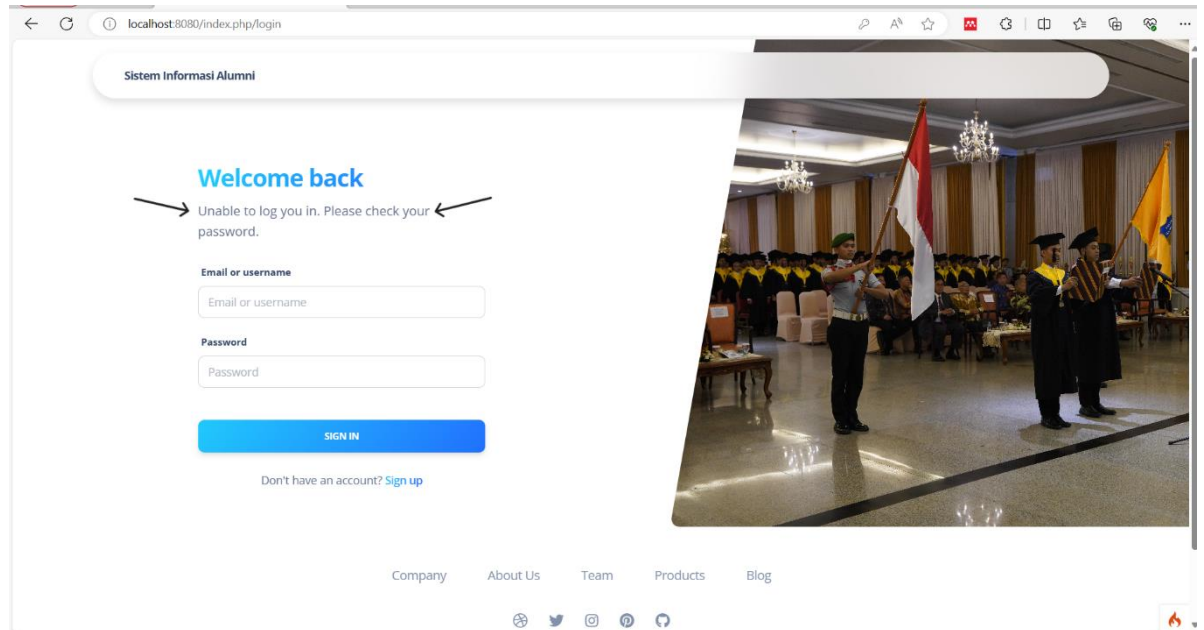 localhost:8080/index.php/login
Sistem Informasi Alumni
Welcome back
Unable to log you in. Please check your
password.
Email or username
Email or username
Password
Password
SIGN IN
Don't have an account? Sign up
Company About Us Team Products Blog